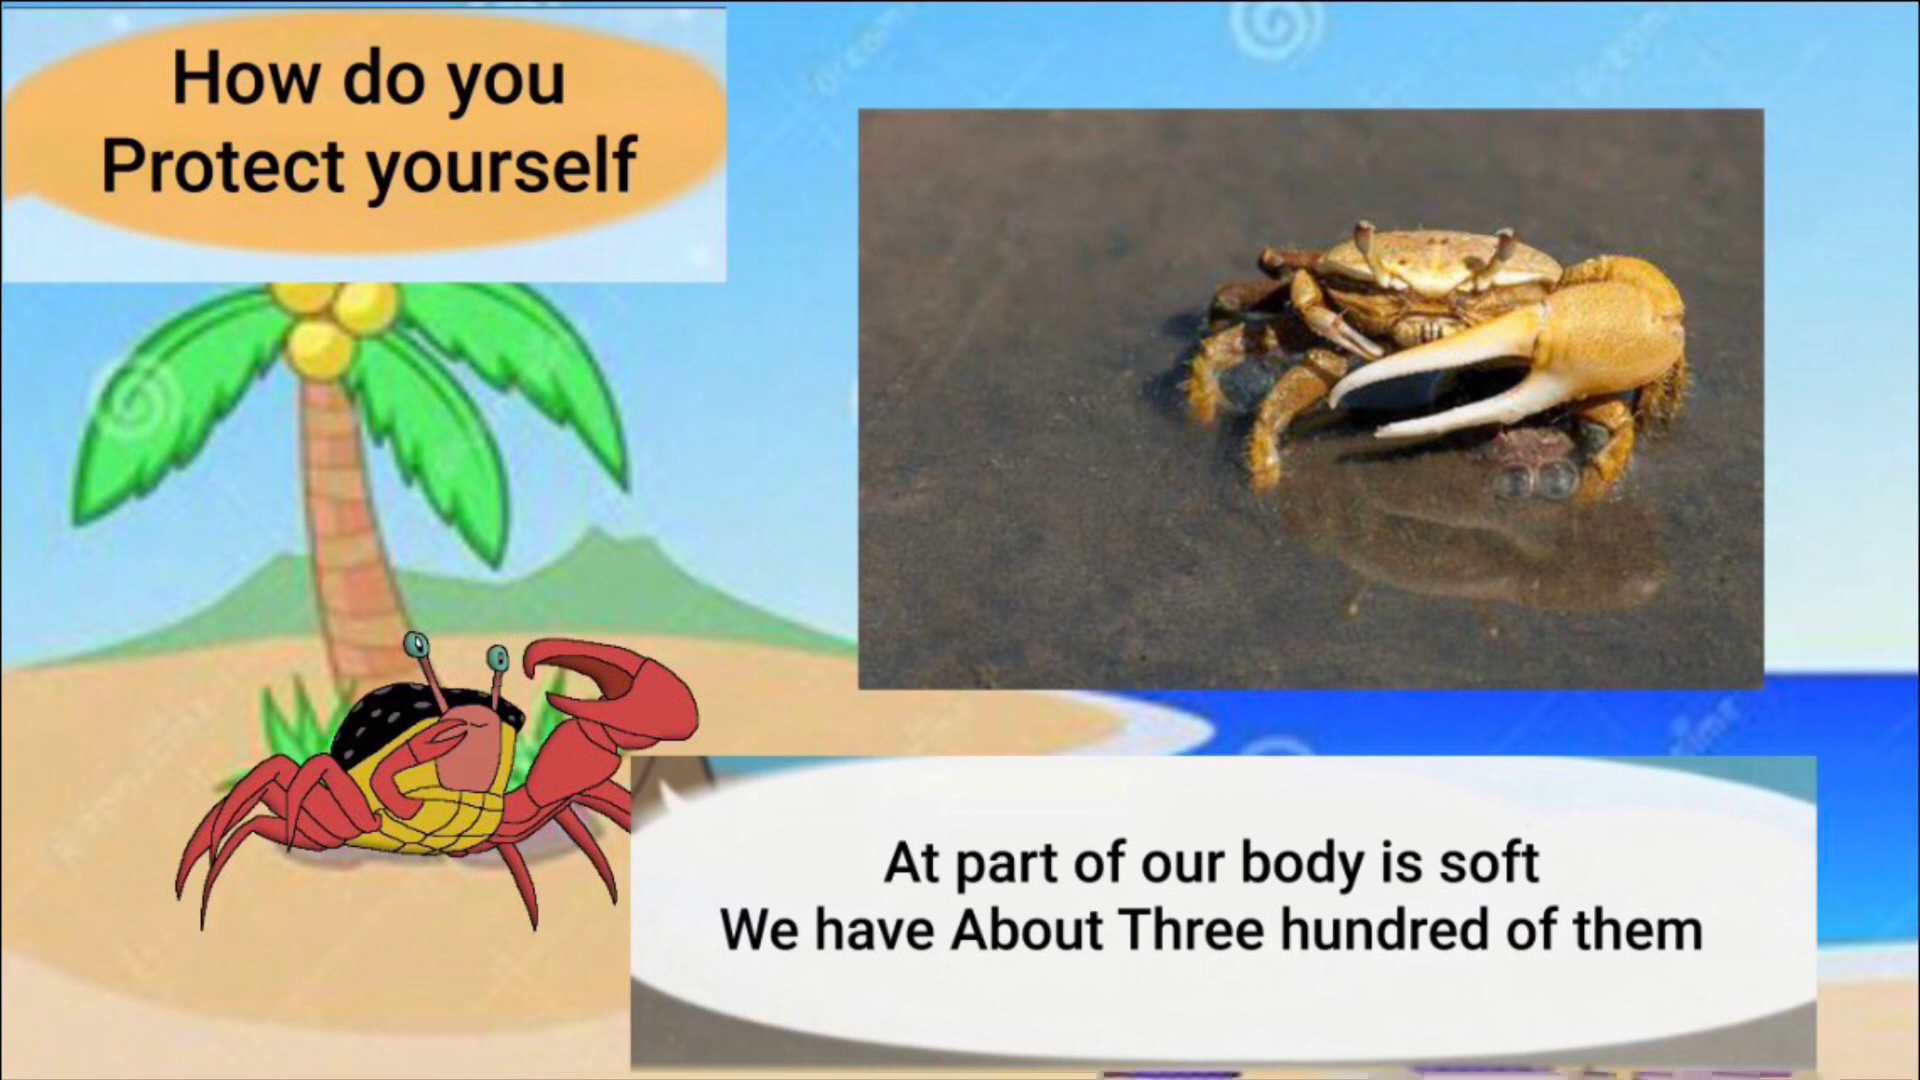 How do you
Protect yourself
At part of our body is soft
We have About Three hundred of them